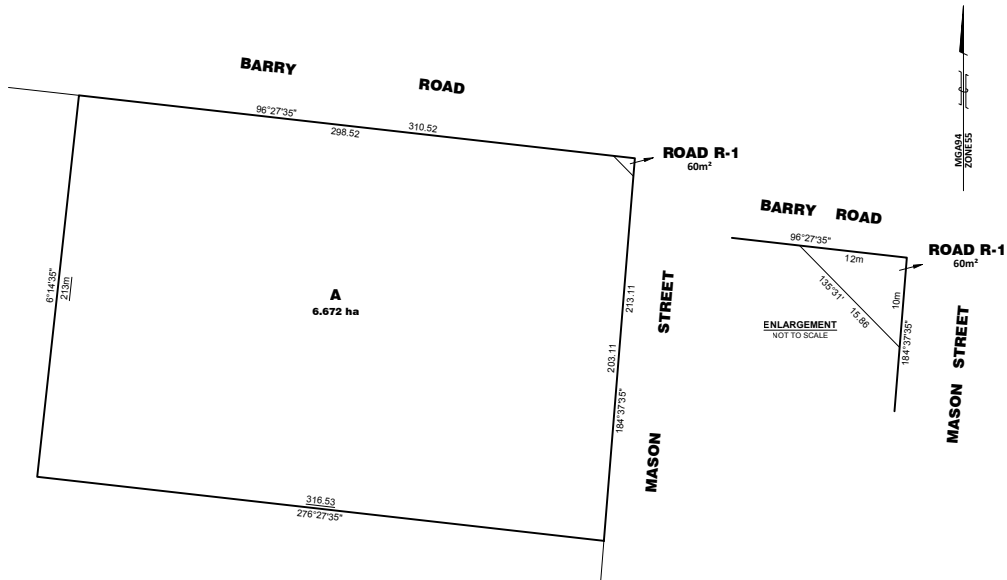 BARRY ROAD
96°27'35"
298.52
310.52
ROAD R-1
60m²
MGA94
ZONE 55
6°14'35"
213m
A
6.672 ha
213.11
203.11
184°37'35"
MASON STREET
316.53
276°27'35"
BARRY ROAD
96°27'35"
12m
ROAD R-1
60m²
10m
135°31'
15.86
184°37'35"
ENLARGEMENT
NOT TO SCALE
MASON STREET